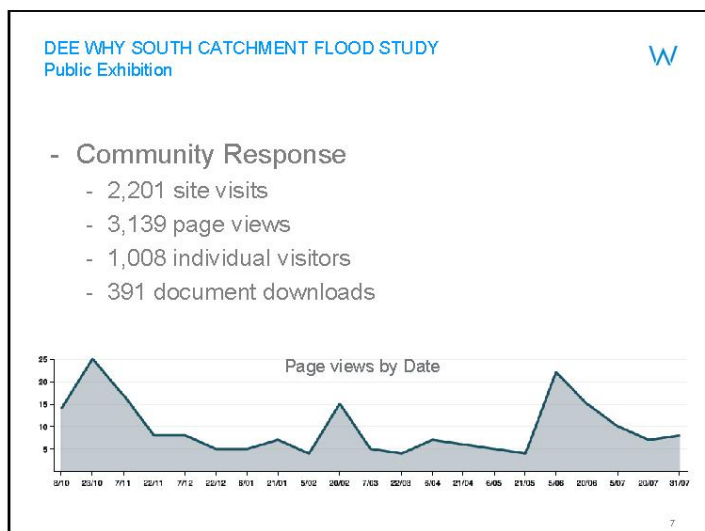 DEE WHY SOUTH CATCHMENT FLOOD STUDY
Public Exhibition
W
- Community Response
- 2,201 site visits
- 3,139 page views
- 1,008 individual visitors
- 391 document downloads
Page views by Date
25
20
15
10
5
8/10 23/10 7/11 22/11 7/12 22/12 6/01 21/01 5/02 20/02 7/03 22/03 6/04 21/04 6/05 21/05 5/06 20/06 5/07 20/07 31/07
7